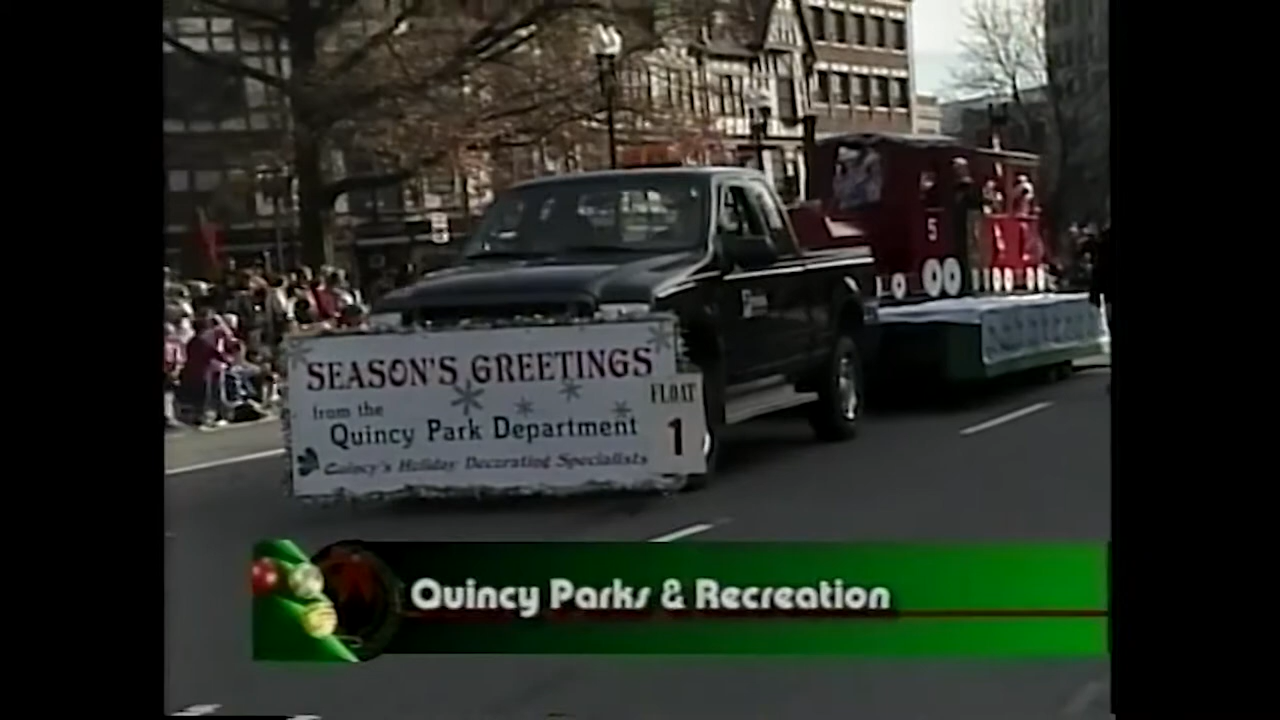 5
SEASON'S GREETINGS
FLOAT
1
from the
Quincy Park Department
Quincy's Holiday Decorating Specialists
Quincy Parks & Recreation